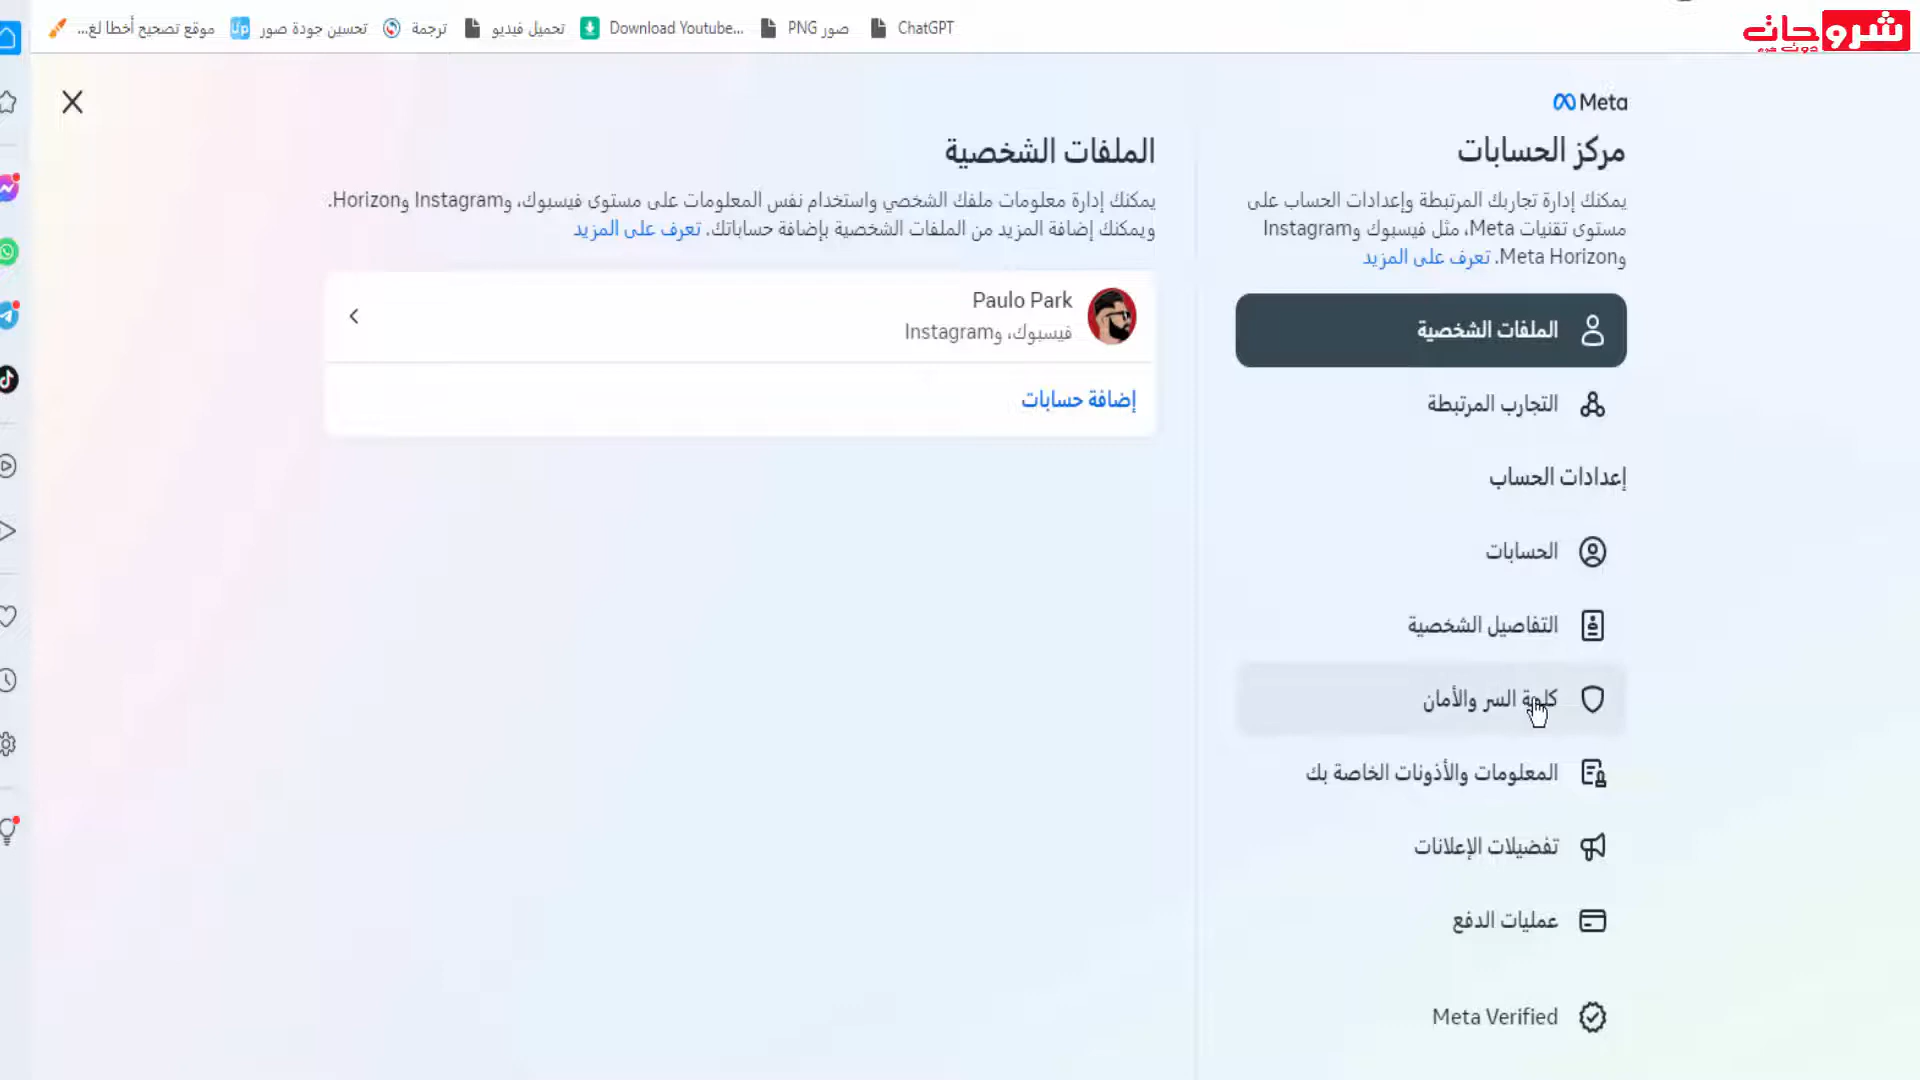 موقع تصحيح أخطا لغ...
تحسين جودة صور
ترجمة
تحميل فيديو
Download Youtube...
صور PNG
ChatGPT
شروحات
Meta
مركز الحسابات
يمكنك إدارة تجاربك المرتبطة وإعدادات الحساب على
مستوى تقنيات Meta، مثل فيسبوك وInstagram
وMeta Horizon. تعرف على المزيد
الملفات الشخصية
التجارب المرتبطة
إعدادات الحساب
الحسابات
التفاصيل الشخصية
كلمة السر والأمان
المعلومات والأذونات الخاصة بك
تفضيلات الإعلانات
عمليات الدفع
Meta Verified
الملفات الشخصية
يمكنك إدارة معلومات ملفك الشخصي واستخدام نفس المعلومات على مستوى فيسبوك، وInstagram وHorizon.
ويمكنك إضافة المزيد من الملفات الشخصية بإضافة حساباتك. تعرف على المزيد
Paulo Park
فيسبوك، وInstagram
إضافة حسابات